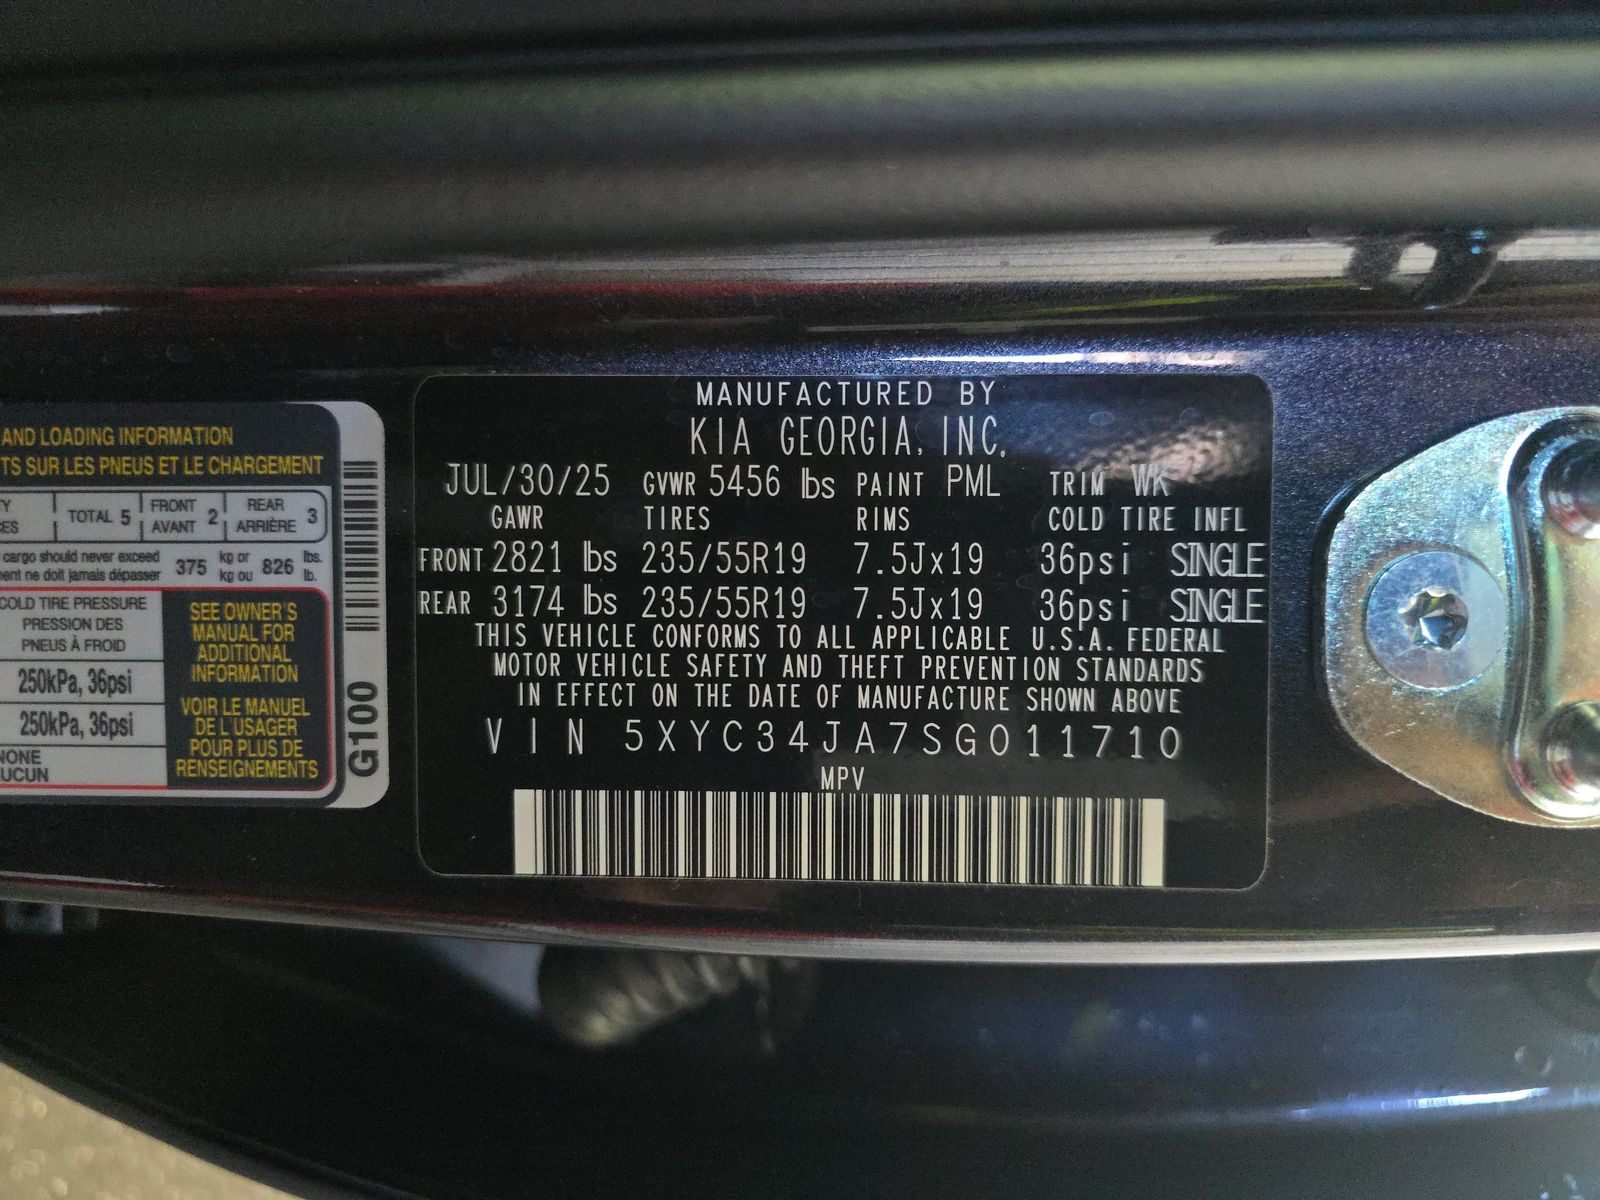 AND LOADING INFORMATION
TS SUR LES PNEUS ET LE CHARGEMENT
TOTAL 5
FRONT
AVANT 2
REAR
ARRIÈRE 3
cargo should never exceed
ment ne doit jamais dépasser
375 kg or
kg ou 826 lbs.
lb.
COLD TIRE PRESSURE
PRESSION DES
PNEUS À FROID
250kPa, 36psi
250kPa, 36psi
NONE
AUCUN
SEE OWNER'S
MANUAL FOR
ADDITIONAL
INFORMATION
VOIR LE MANUEL
DE L'USAGER
POUR PLUS DE
RENSEIGNEMENTS
G100
MANUFACTURED BY
KIA GEORGIA, INC.
JUL/30/25 GVWR 5456 lbs PAINT PML TRIM WK
GAWR TIRES RIMS COLD TIRE INFL
FRONT 2821 lbs 235/55R19 7.5Jx19 36psi SINGLE
REAR 3174 lbs 235/55R19 7.5Jx19 36psi SINGLE
THIS VEHICLE CONFORMS TO ALL APPLICABLE U.S.A. FEDERAL
MOTOR VEHICLE SAFETY AND THEFT PREVENTION STANDARDS
IN EFFECT ON THE DATE OF MANUFACTURE SHOWN ABOVE
VIN 5XYC34JA7SG011710
MPV